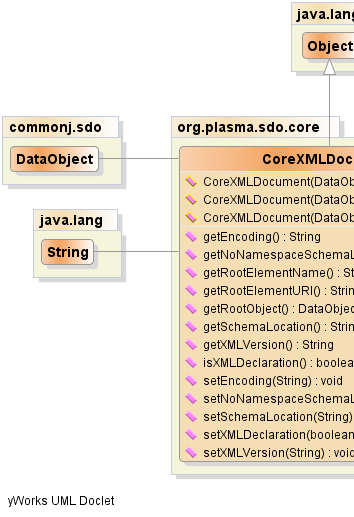 java.lang
Object
commonj.sdo
DataObject
org.plasma.sdo.core
CoreXMLDoc
CoreXMLDocument(DataOb
CoreXMLDocument(DataOb
CoreXMLDocument(DataOb
java.lang
String
getEncoding() : String
getNoNamespaceSchemaL
getRootElementName() : St
getRootElementURI() : Strin
getRootObject() : DataObjec
getSchemaLocation() : Strin
getXMLVersion() : String
isXMLDeclaration() : boolea
setEncoding(String) : void
setNoNamespaceSchemaL
setSchemaLocation(String)
setXMLDeclaration(boolean
setXMLVersion(String) : void
yWorks UML Doclet